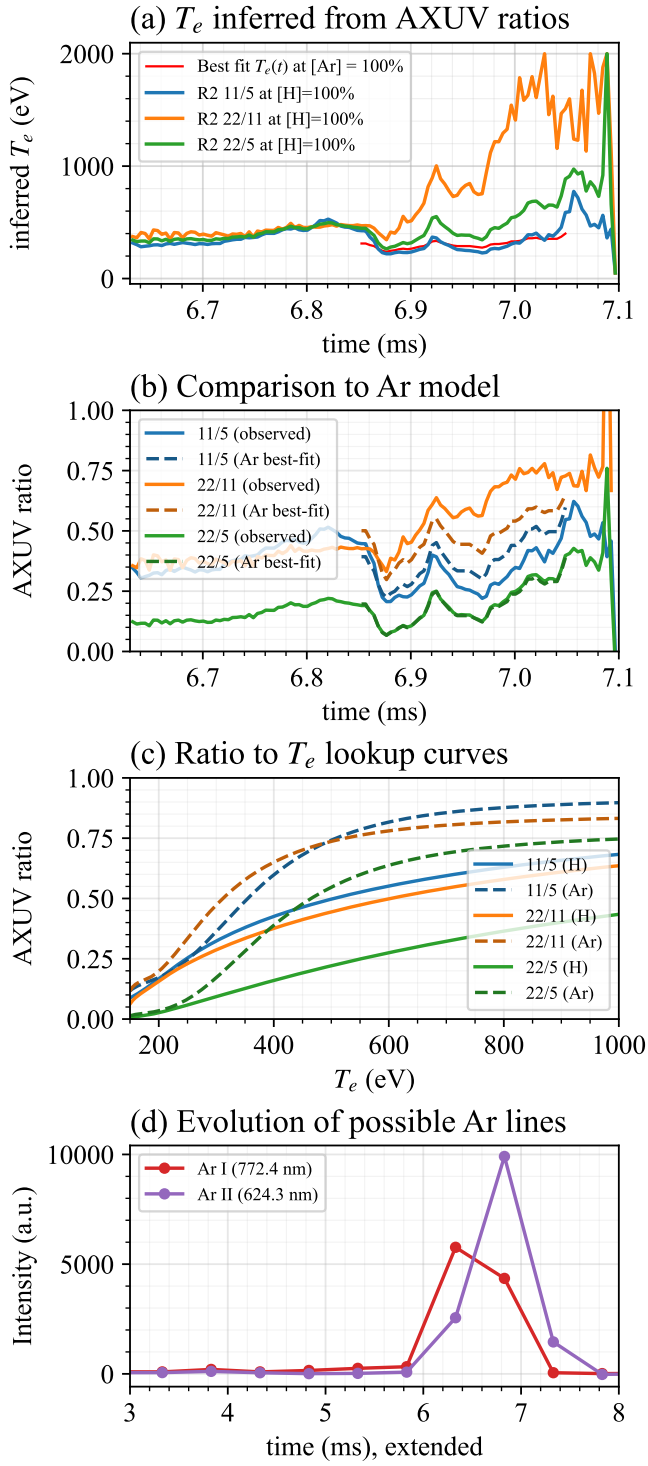 (a) Te inferred from AXUV ratios
inferred Te (eV)
2000
1000
0
Best fit Te(t) at [Ar] = 100%
R2 11/5 at [H]=100%
R2 22/11 at [H]=100%
R2 22/5 at [H]=100%
6.7 6.8 6.9 7.0 7.1
time (ms)
(b) Comparison to Ar model
AXUV ratio
1.00
0.75
0.50
0.25
0.00
11/5 (observed)
11/5 (Ar best-fit)
22/11 (observed)
22/11 (Ar best-fit)
22/5 (observed)
22/5 (Ar best-fit)
6.7 6.8 6.9 7.0 7.1
time (ms)
(c) Ratio to Te lookup curves
AXUV ratio
1.00
0.75
0.50
0.25
0.00
11/5 (H)
11/5 (Ar)
22/11 (H)
22/11 (Ar)
22/5 (H)
22/5 (Ar)
200 400 600 800 1000
Te (eV)
(d) Evolution of possible Ar lines
Intensity (a.u.)
10000
5000
0
Ar I (772.4 nm)
Ar II (624.3 nm)
3 4 5 6 7 8
time (ms), extended